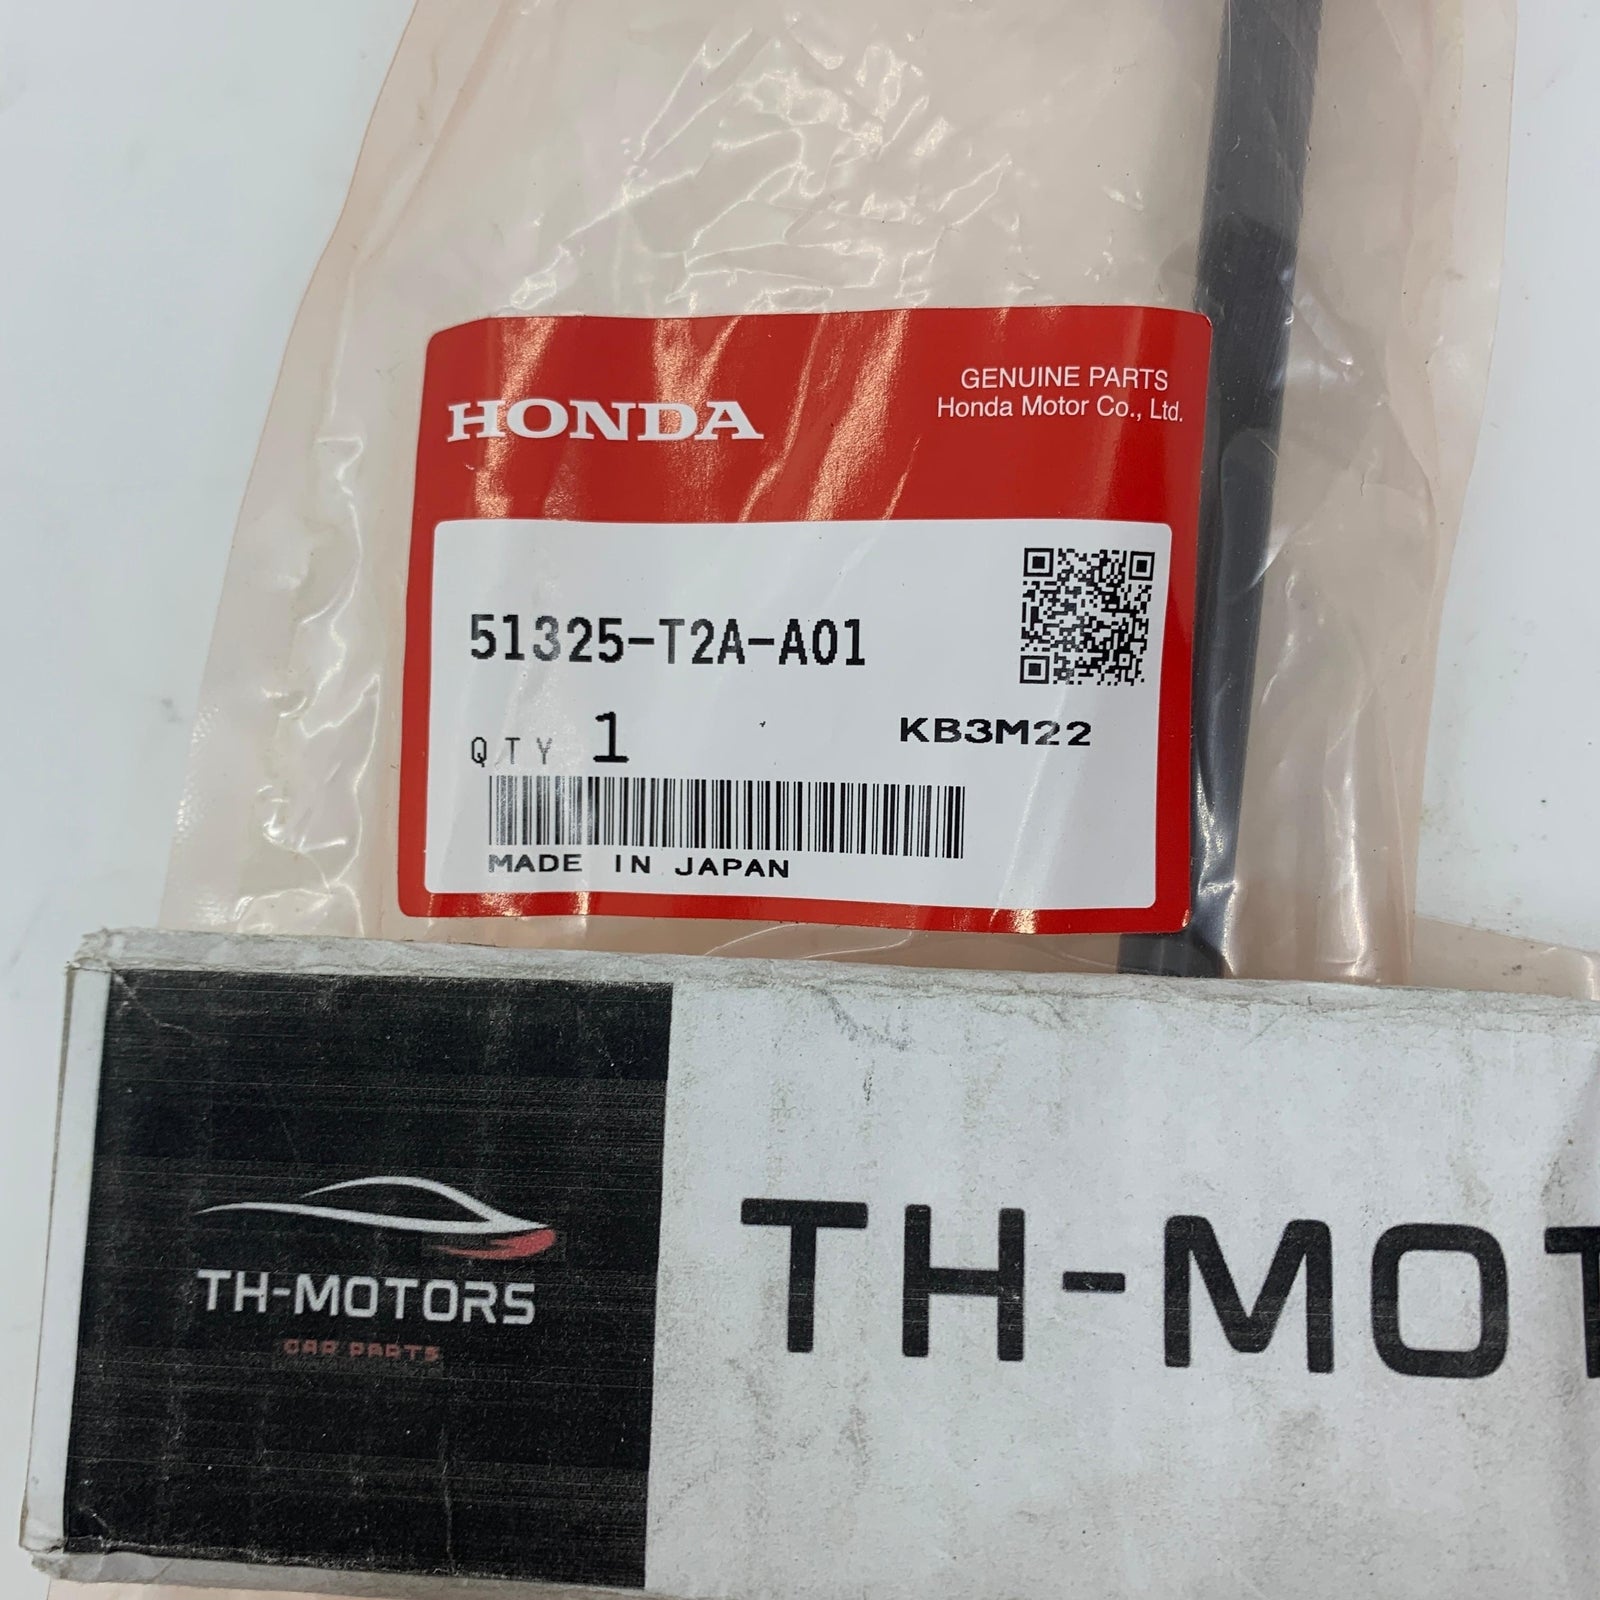 HONDA
GENUINE PARTS
Honda Motor Co., Ltd.
51325-T2A-A01
QTY 1
KB3M22
MADE IN JAPAN
TH-MOTORS
CAR PARTS
TH-MOT